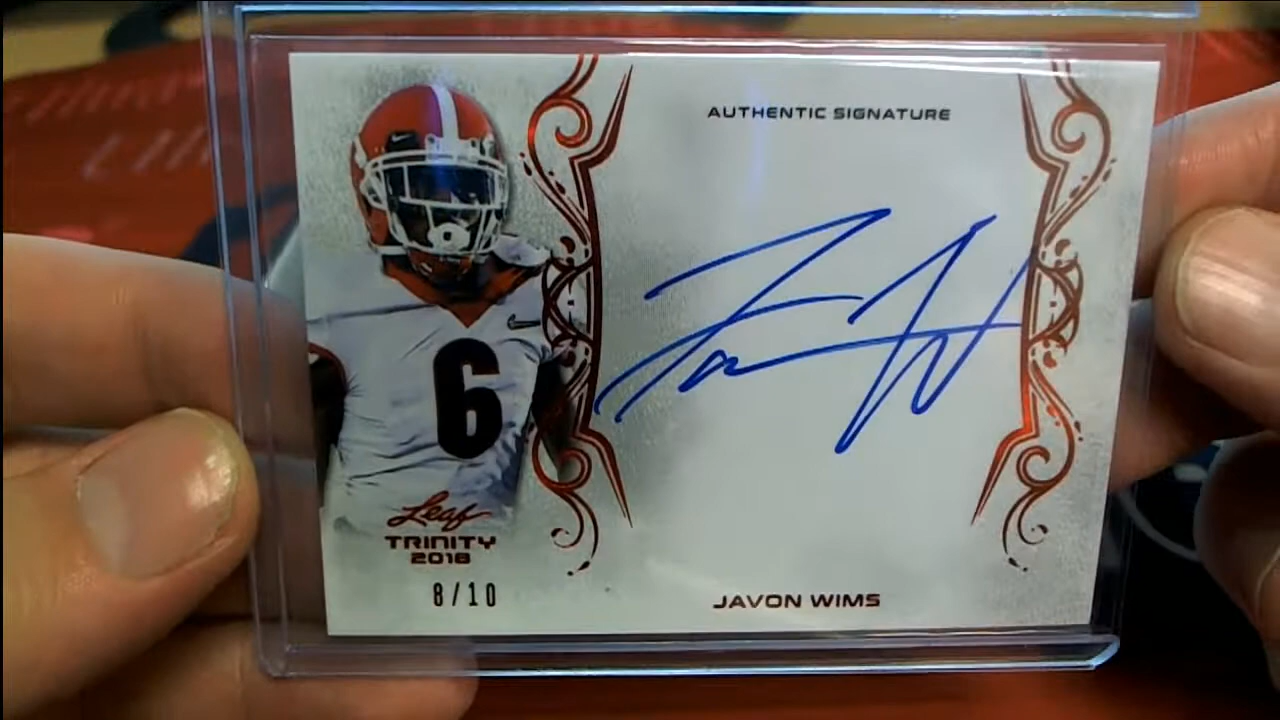 AUTHENTIC SIGNATURE
6
Leaf
TRINITY
2018
8/10
JAVON WIMS